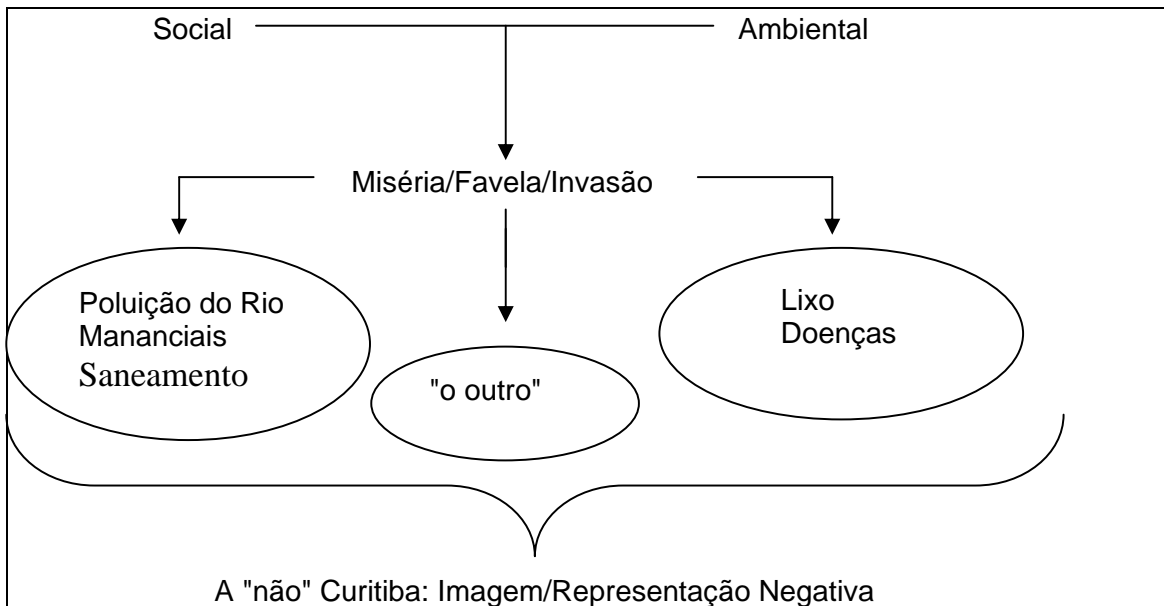 Social
Ambiental
Miséria/Favela/Invasão
Poluição do Rio
Mananciais
Saneamento
"o outro"
Lixo
Doenças
A "não" Curitiba: Imagem/Representação Negativa